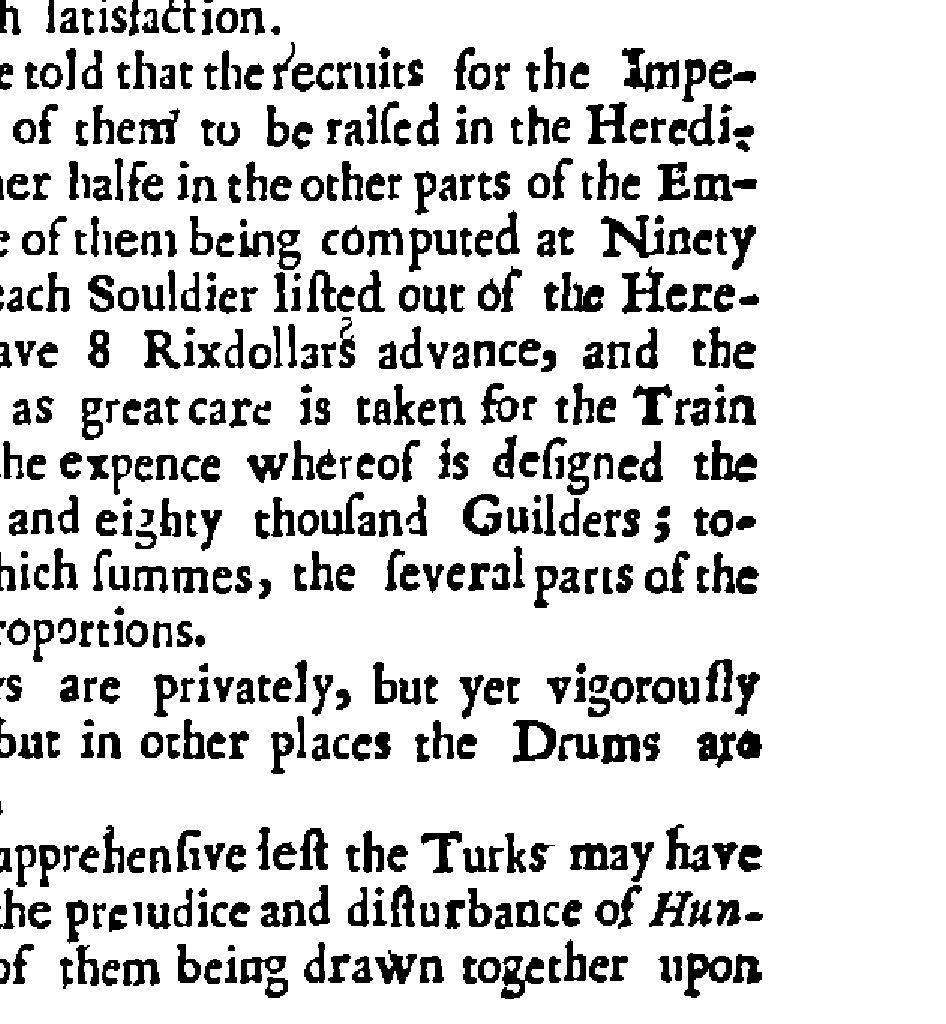 h ſatisfaction.
e told that the recruits for the Impe-
of them to be raiſed in the Heredi-
er halfe in the other parts of the Em-
e of them being computed at Ninety
each Souldier liſted out of the Here-
ave 8 Rixdollars advance, and the
as great care is taken for the Train
he expence whereof is deſigned the
and eighty thouſand Guilders; to-
hich ſummes, the ſeveral parts of the
roportions.
s are privately, but yet vigorouſly
but in other places the Drums are
apprehenſive leſt the Turks may have
he prejudice and diſturbance of Hun-
of them being drawn together upon